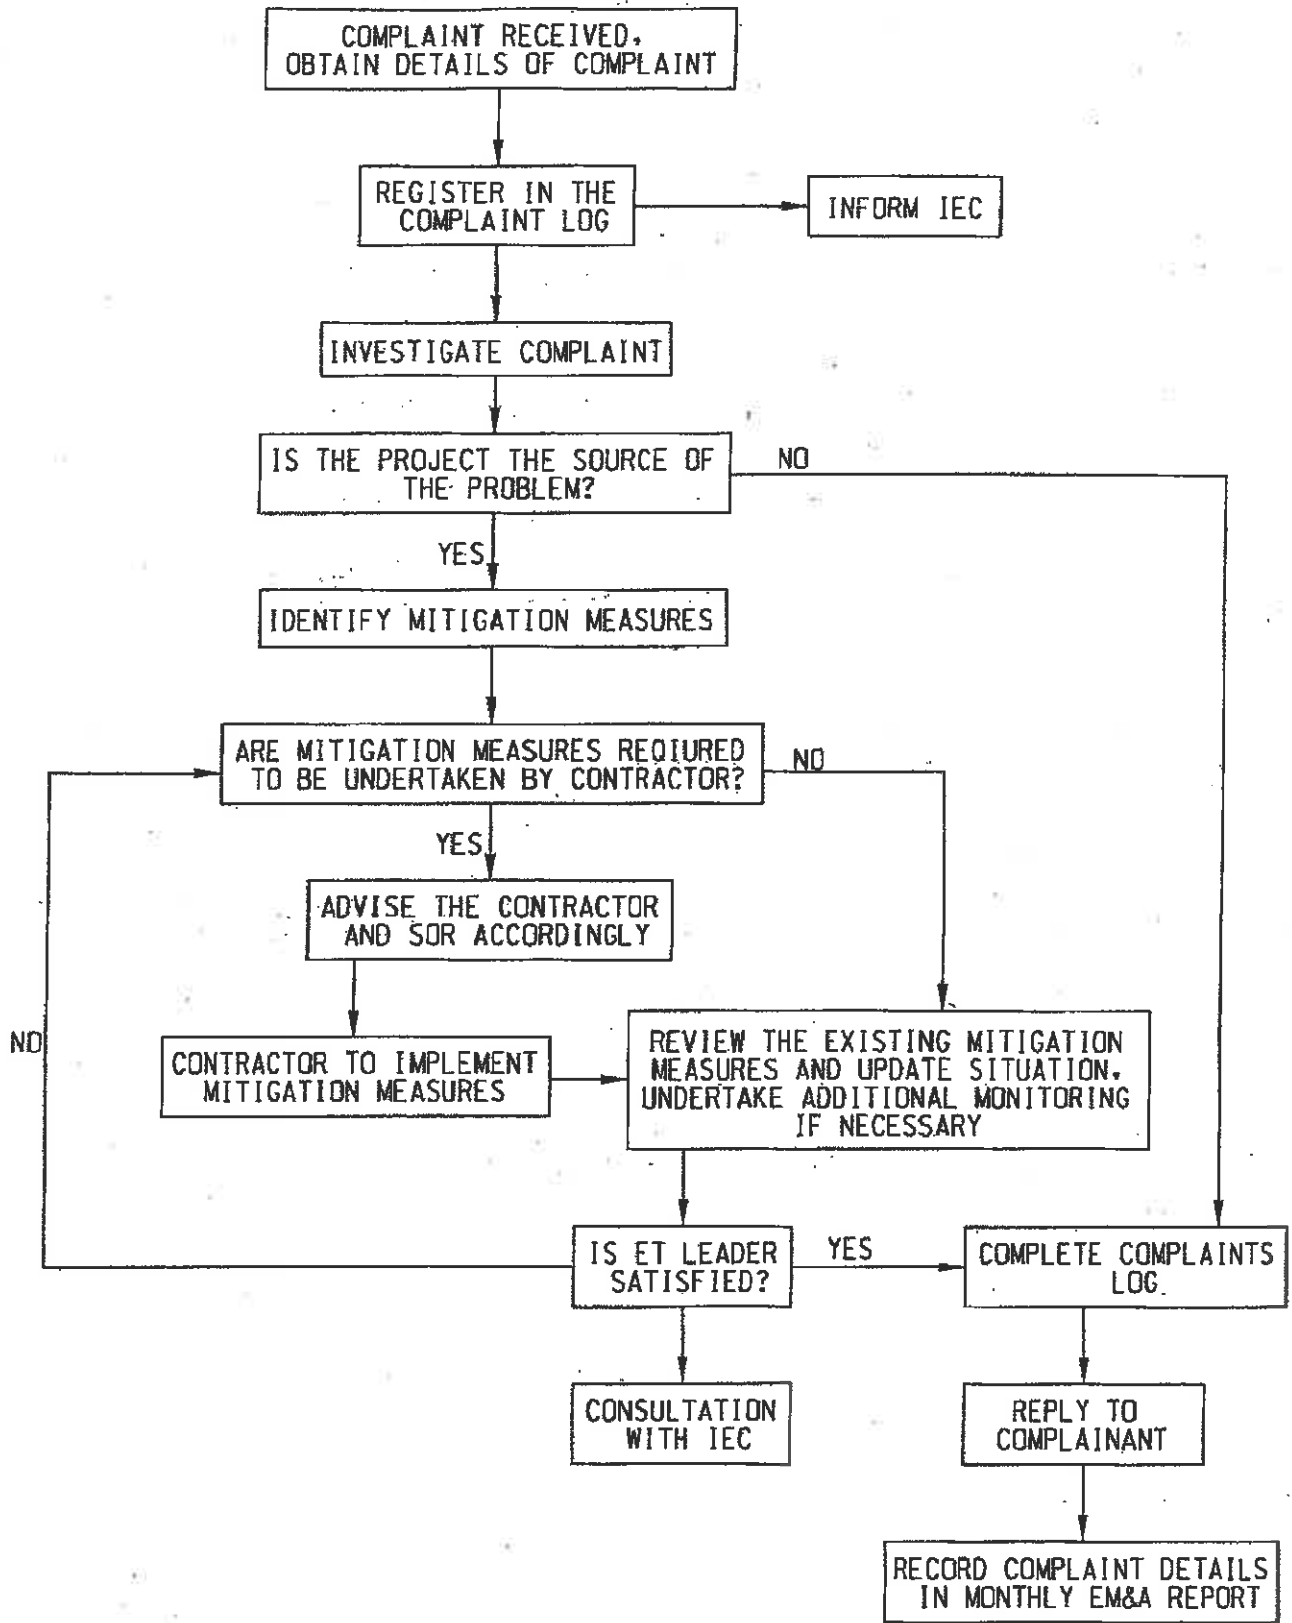 COMPLAINT RECEIVED,
OBTAIN DETAILS OF COMPLAINT
REGISTER IN THE
COMPLAINT LOG
INFORM IEC
INVESTIGATE COMPLAINT
IS THE PROJECT THE SOURCE OF
THE PROBLEM?
NO
YES
IDENTIFY MITIGATION MEASURES
ARE MITIGATION MEASURES REQIURED
TO BE UNDERTAKEN BY CONTRACTOR?
NO
YES
ADVISE THE CONTRACTOR
AND SOR ACCORDINGLY
NO
CONTRACTOR TO IMPLEMENT
MITIGATION MEASURES
REVIEW THE EXISTING MITIGATION
MEASURES AND UPDATE SITUATION.
UNDERTAKE ADDITIONAL MONITORING
IF NECESSARY
IS ET LEADER
SATISFIED?
YES
COMPLETE COMPLAINTS
LOG.
CONSULTATION
WITH IEC
REPLY TO
COMPLAINANT
RECORD COMPLAINT DETAILS
IN MONTHLY EM&A REPORT